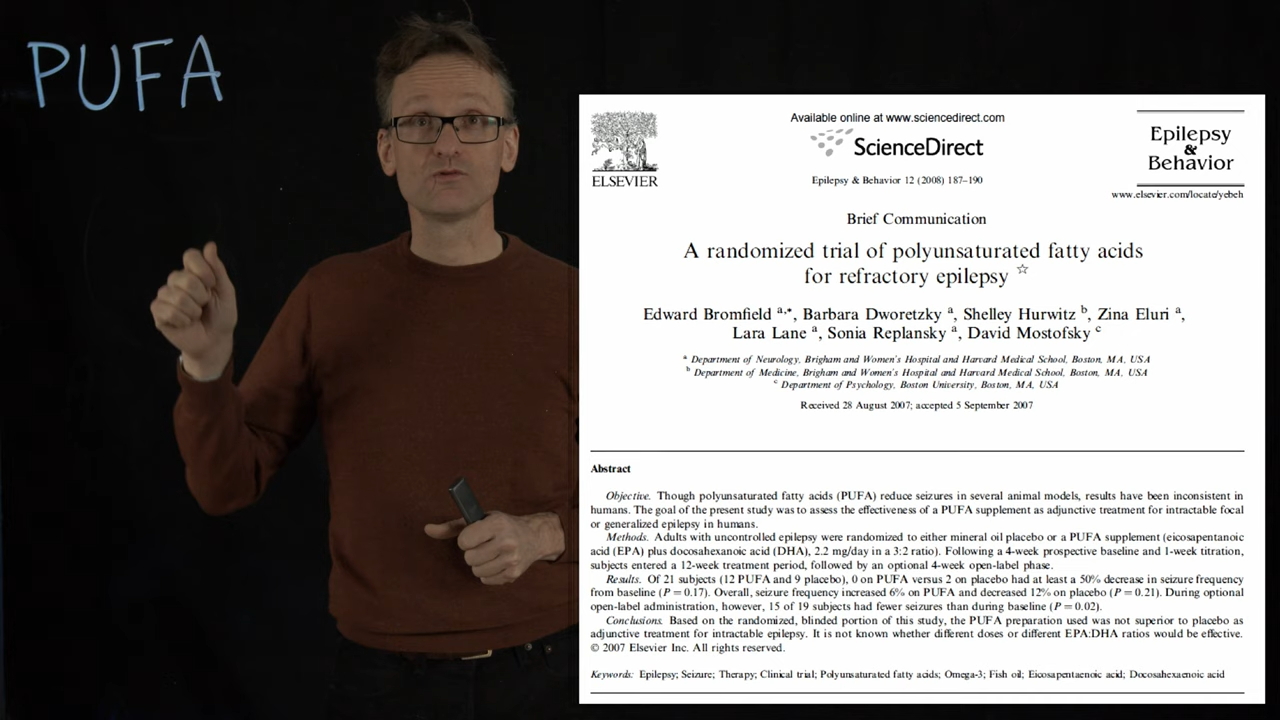 PUFA
ELSEVIER
Available online at www.sciencedirect.com
ScienceDirect
Epilepsy & Behavior 12 (2008) 187–190
Epilepsy
&
Behavior
www.elsevier.com/locate/yebeh
Brief Communication
A randomized trial of polyunsaturated fatty acids
for refractory epilepsy ☆
Edward Bromfield a,*, Barbara Dworetzky a, Shelley Hurwitz b, Zina Eluri a,
Lara Lane a, Sonia Replansky a, David Mostofsky c
a Department of Neurology, Brigham and Women's Hospital and Harvard Medical School, Boston, MA, USA
b Department of Medicine, Brigham and Women's Hospital and Harvard Medical School, Boston, MA, USA
c Department of Psychology, Boston University, Boston, MA, USA
Received 28 August 2007; accepted 5 September 2007
Abstract
Objective. Though polyunsaturated fatty acids (PUFA) reduce seizures in several animal models, results have been inconsistent in
humans. The goal of the present study was to assess the effectiveness of a PUFA supplement as adjunctive treatment for intractable focal
or generalized epilepsy in humans.
Methods. Adults with uncontrolled epilepsy were randomized to either mineral oil placebo or a PUFA supplement (eicosapentanoic
acid (EPA) plus docosahexanoic acid (DHA), 2.2 mg/day in a 3:2 ratio). Following a 4-week prospective baseline and 1-week titration,
subjects entered a 12-week treatment period, followed by an optional 4-week open-label phase.
Results. Of 21 subjects (12 PUFA and 9 placebo), 0 on PUFA versus 2 on placebo had at least a 50% decrease in seizure frequency
from baseline (P = 0.17). Overall, seizure frequency increased 6% on PUFA and decreased 12% on placebo (P = 0.21). During optional
open-label administration, however, 15 of 19 subjects had fewer seizures than during baseline (P = 0.02).
Conclusions. Based on the randomized, blinded portion of this study, the PUFA preparation used was not superior to placebo as
adjunctive treatment for intractable epilepsy. It is not known whether different doses or different EPA:DHA ratios would be effective.
© 2007 Elsevier Inc. All rights reserved.
Keywords: Epilepsy; Seizure; Therapy; Clinical trial; Polyunsaturated fatty acids; Omega-3; Fish oil; Eicosapentaenoic acid; Docosahexaenoic acid